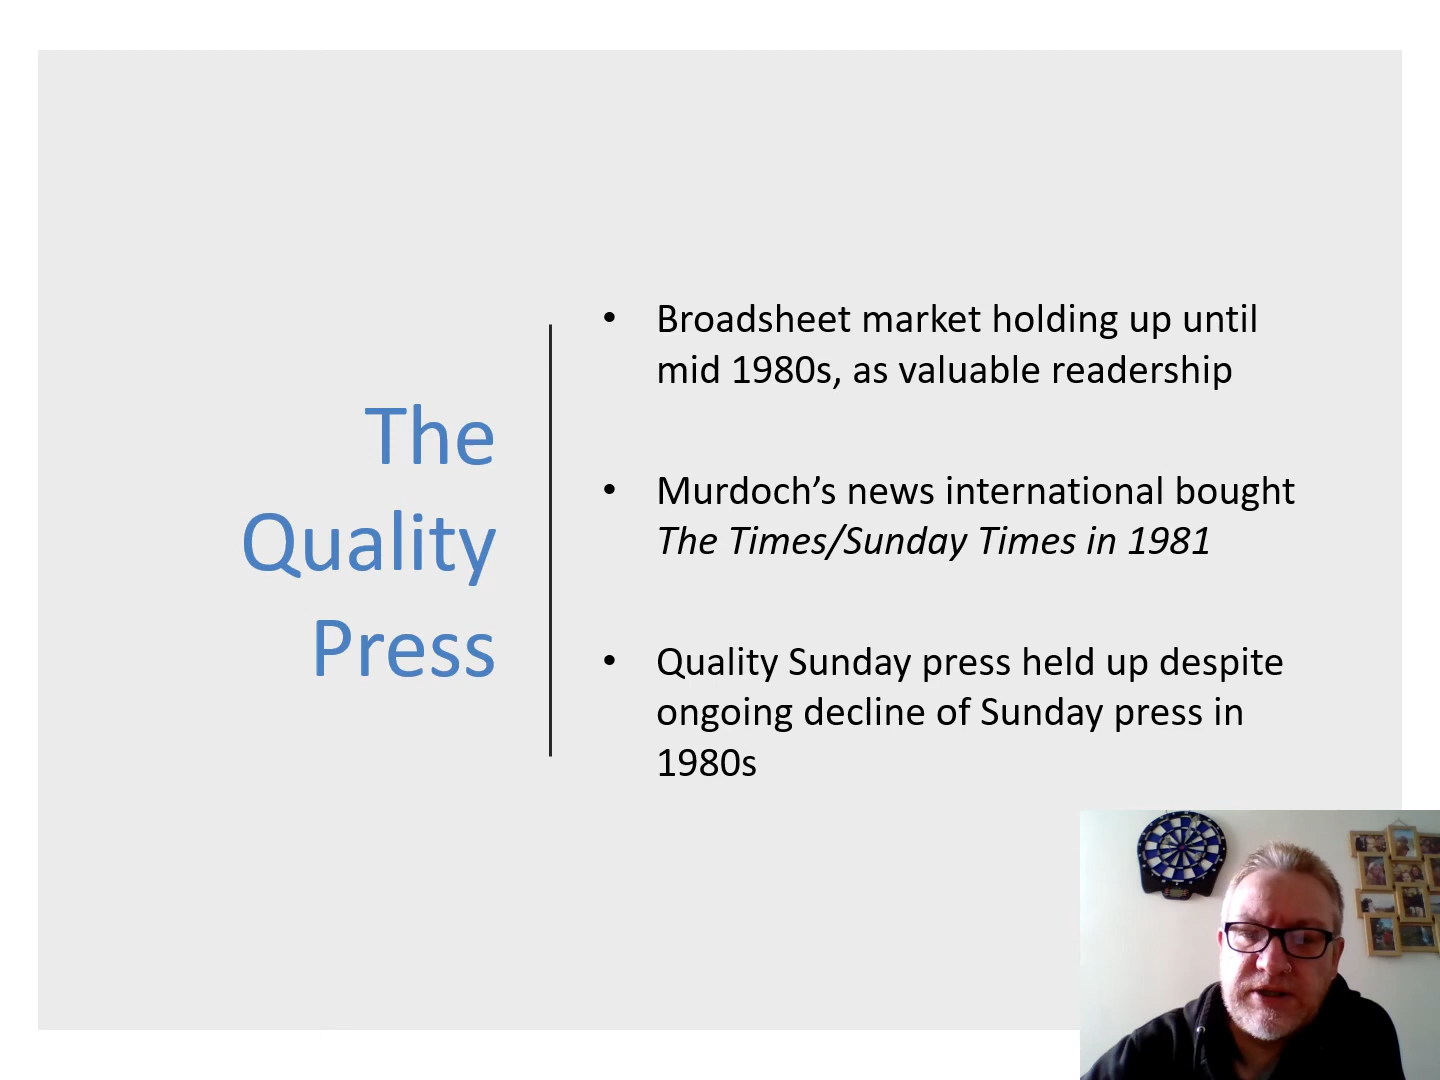 The
Quality
Press
• Broadsheet market holding up until
mid 1980s, as valuable readership
• Murdoch’s news international bought
The Times/Sunday Times in 1981
• Quality Sunday press held up despite
ongoing decline of Sunday press in
1980s